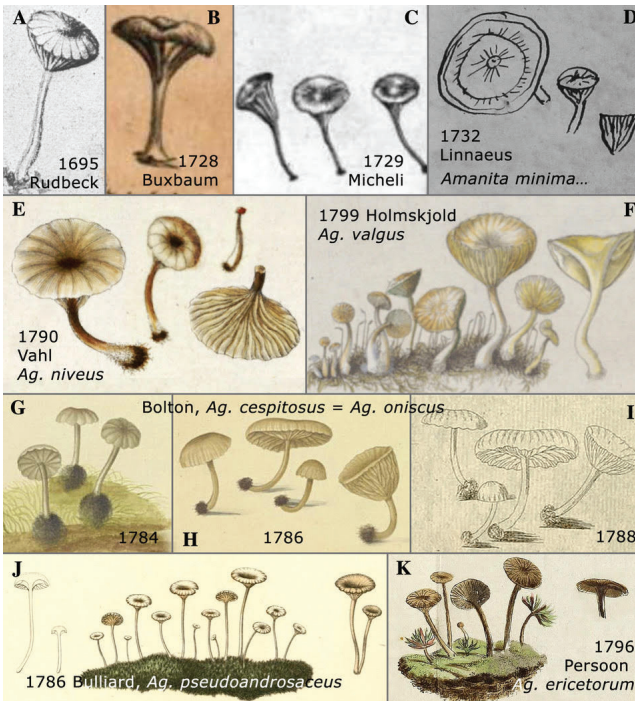 A
1695
Rudbeck
B
1728
Buxbaum
C
1729
Micheli
D
1732
Linnaeus
Amanita minima...
E
1790
Vahl
Ag. niveus
1799 Holmskjold
F
Ag. valgus
G
Bolton, Ag. cespitosus = Ag. oniscus
I
1784
H
1786
1788
J
1786 Bulliard, Ag. pseudoandrosaceus
K
1796
Persoon
Ag. ericetorum